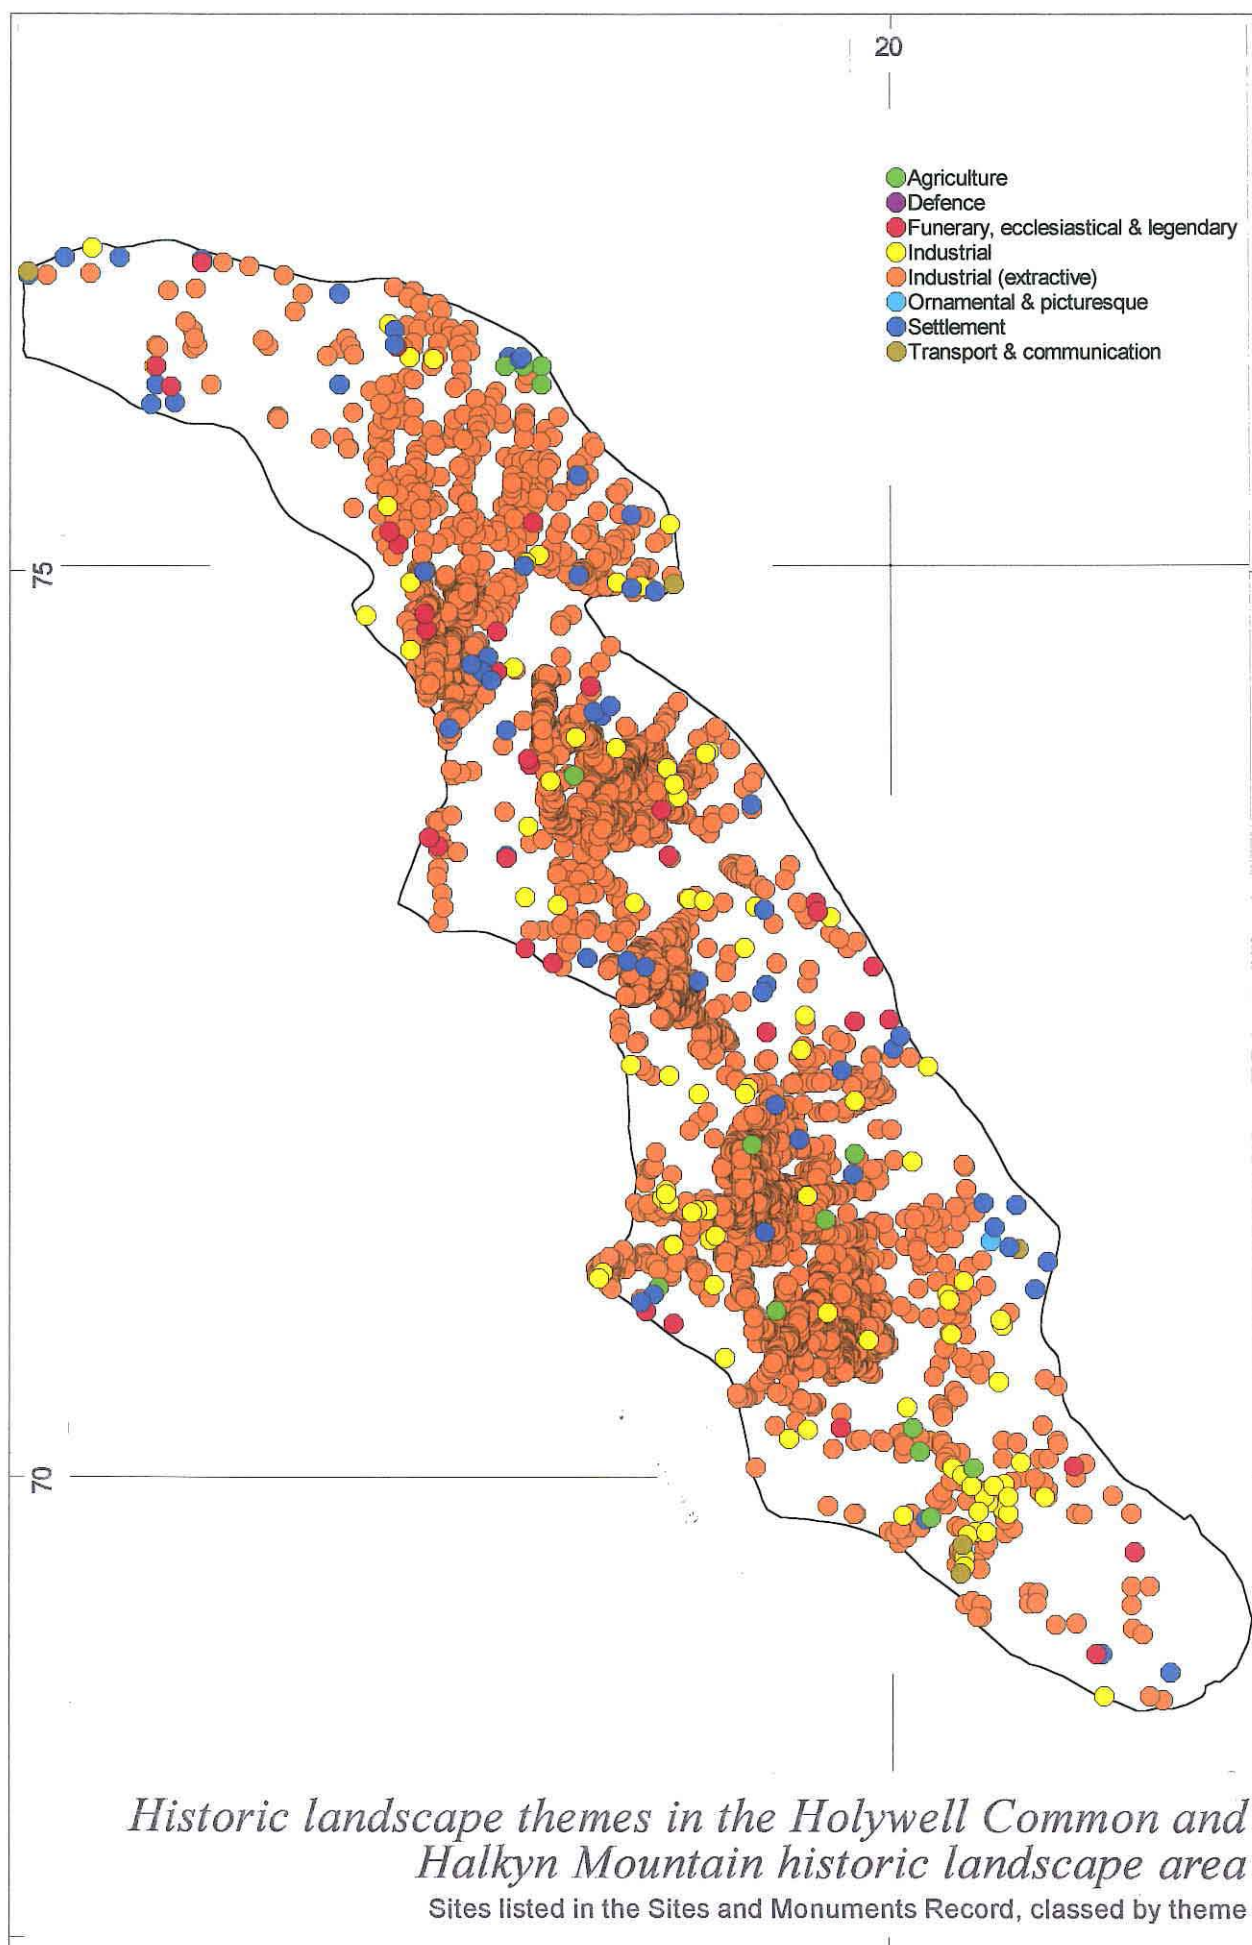 20
Agriculture
Defence
Funerary, ecclesiastical & legendary
Industrial
Industrial (extractive)
Ornamental & picturesque
Settlement
Transport & communication
75
70
Historic landscape themes in the Holywell Common and
Halkyn Mountain historic landscape area
Sites listed in the Sites and Monuments Record, classed by theme